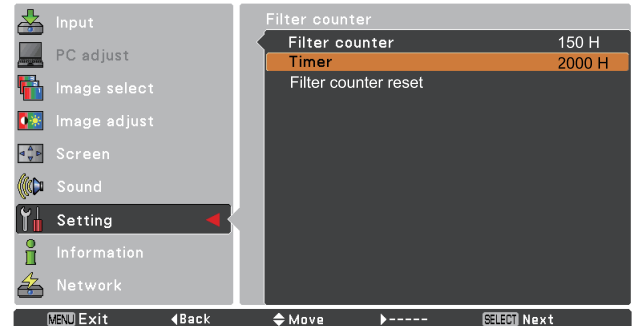 Input
PC adjust
Image select
Image adjust
Screen
Sound
Setting
Information
Network
Filter counter
Filter counter 150 H
Timer 2000 H
Filter counter reset
MENU Exit ◀Back Move ▶----- SELECT Next